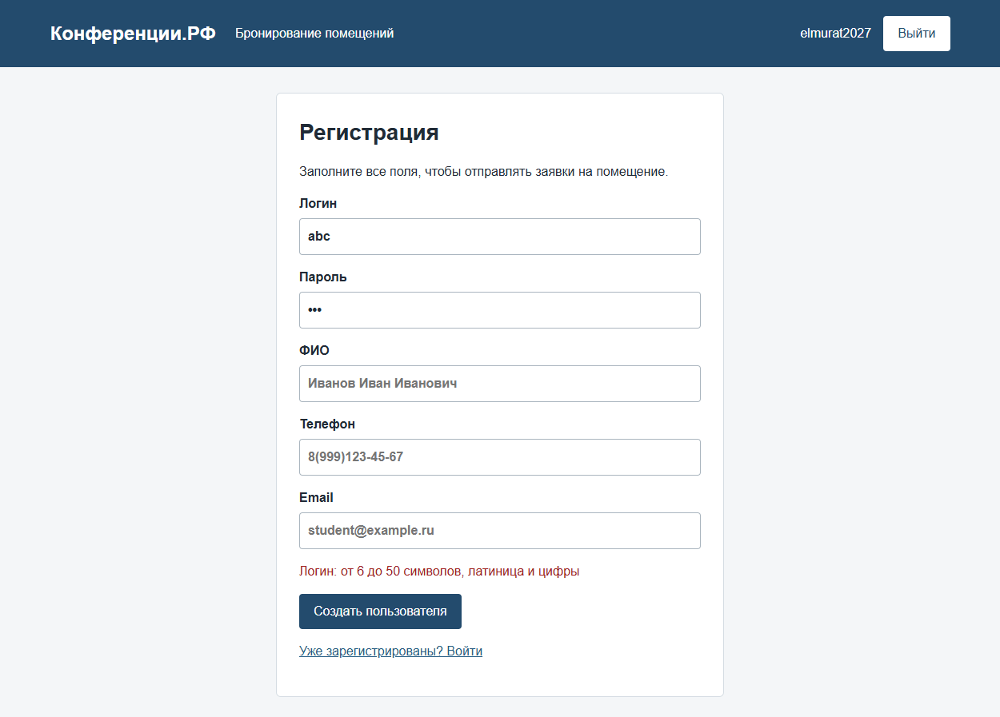 Конференции.РФ Бронирование помещений elmurat2027 Выйти
Регистрация
Заполните все поля, чтобы отправлять заявки на помещение.
Логин
abc
Пароль
•••
ФИО
Иванов Иван Иванович
Телефон
8(999)123-45-67
Email
student@example.ru
Логин: от 6 до 50 символов, латиница и цифры
Создать пользователя
Уже зарегистрированы? Войти